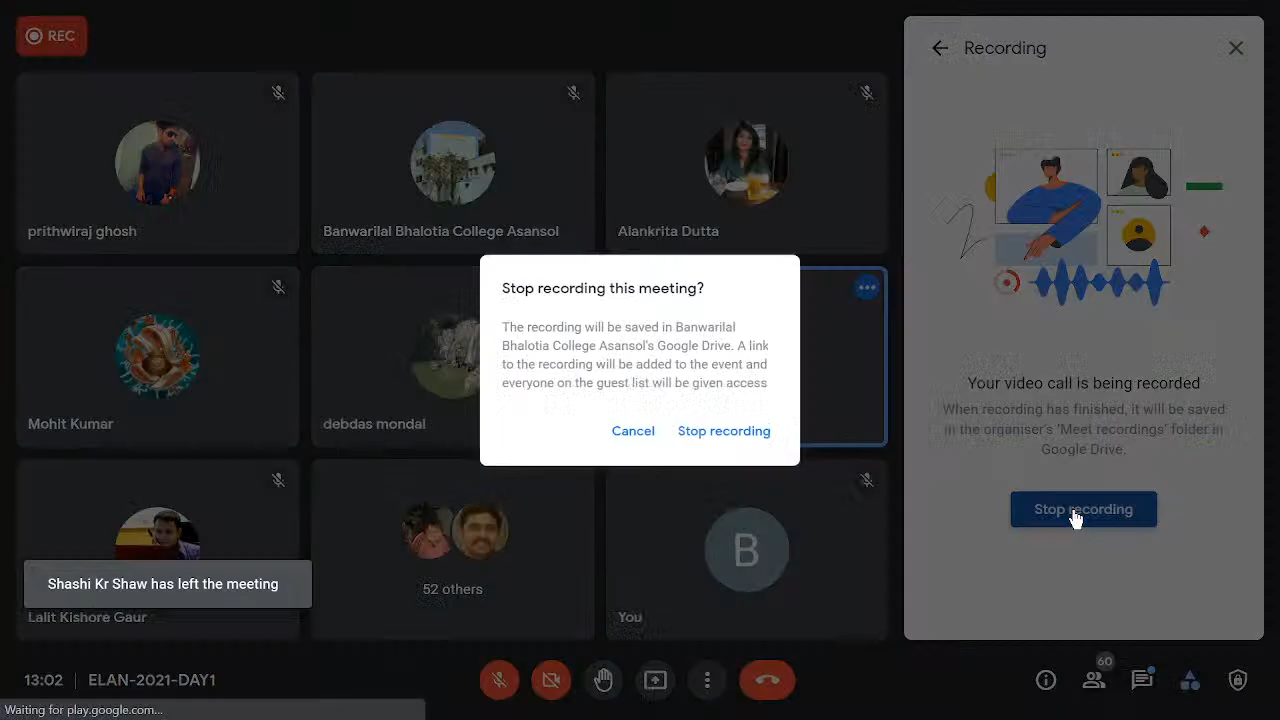 REC
Recording
prithwiraj ghosh
Banwarilal Bhalotia College Asansol
Alankrita Dutta
Stop recording this meeting?
The recording will be saved in Banwarilal
Bhalotia College Asansol's Google Drive. A link
to the recording will be added to the event and
everyone on the guest list will be given access
Cancel
Stop recording
Mohit Kumar
debdas mondal
Your video call is being recorded
When recording has finished, it will be saved
in the organiser's 'Meet recordings' folder in
Google Drive.
Stop recording
Shashi Kr Shaw has left the meeting
Lalit Kishore Gaur
52 others
B
You
13:02 | ELAN-2021-DAY1
60
Waiting for play.google.com...